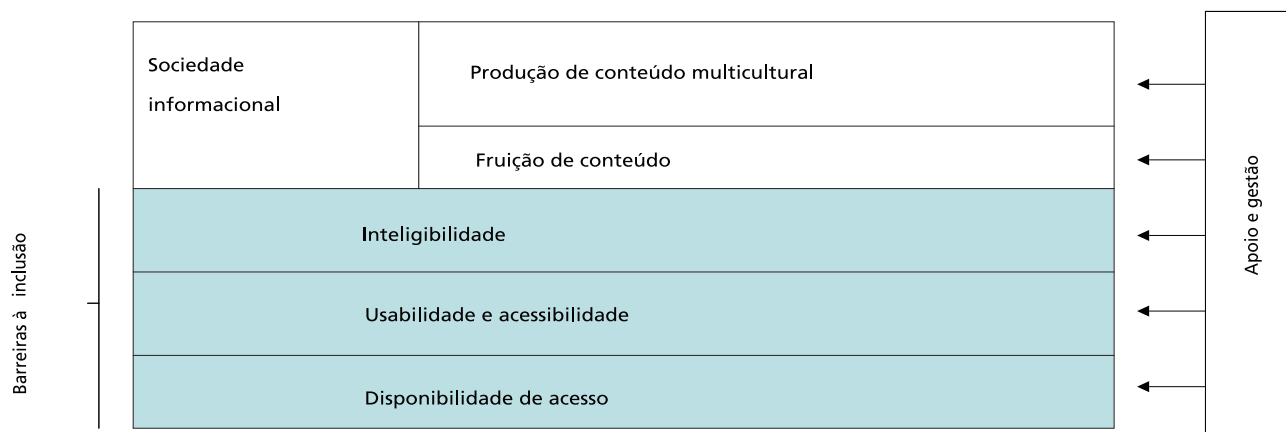 Sociedade
informacional
Produção de conteúdo multicultural
Fruição de conteúdo
Inteligibilidade
Usabilidade e acessibilidade
Disponibilidade de acesso
Barreiras à inclusão
Apoio e gestão